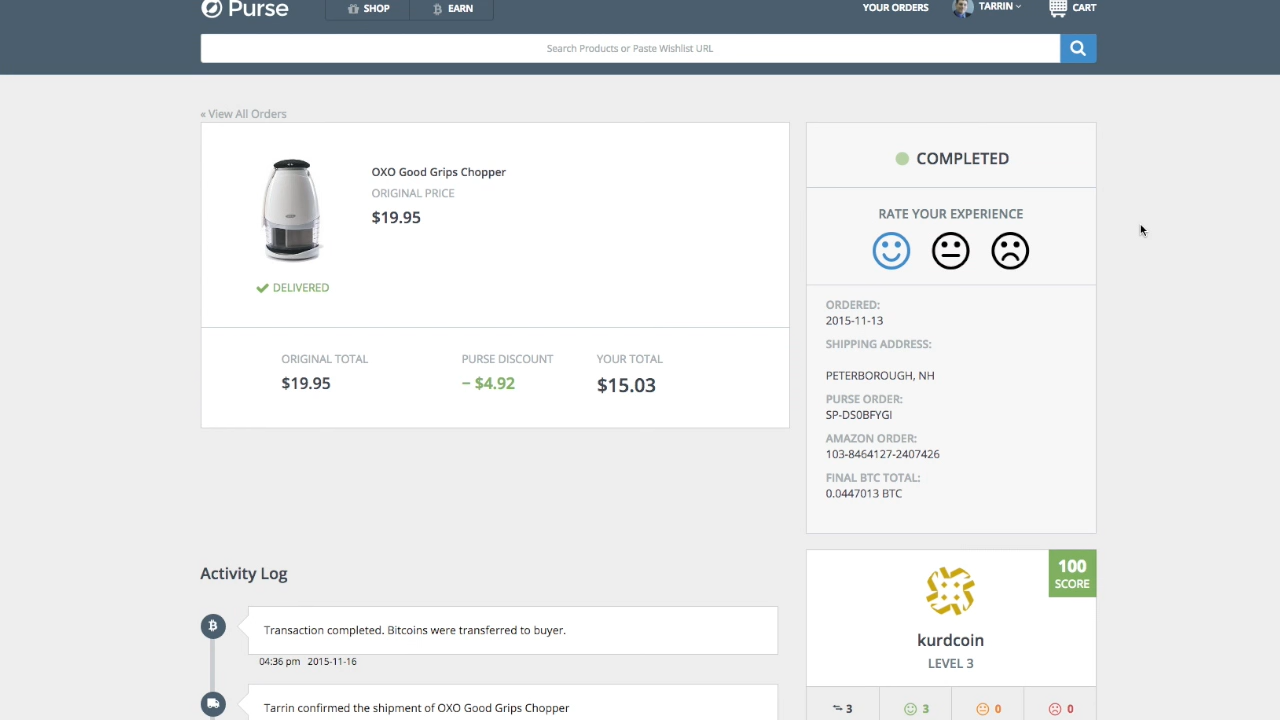 Purse
SHOP
EARN
YOUR ORDERS
TARRIN
CART
Search Products or Paste Wishlist URL
« View All Orders
OXO Good Grips Chopper
ORIGINAL PRICE
$19.95
DELIVERED
ORIGINAL TOTAL
$19.95
PURSE DISCOUNT
− $4.92
YOUR TOTAL
$15.03
COMPLETED
RATE YOUR EXPERIENCE
ORDERED:
2015-11-13
SHIPPING ADDRESS:
PETERBOROUGH, NH
PURSE ORDER:
SP-DS0BFYGI
AMAZON ORDER:
103-8464127-2407426
FINAL BTC TOTAL:
0.0447013 BTC
Activity Log
Transaction completed. Bitcoins were transferred to buyer.
04:36 pm 2015-11-16
Tarrin confirmed the shipment of OXO Good Grips Chopper
100
SCORE
kurdcoin
LEVEL 3
3
3
0
0